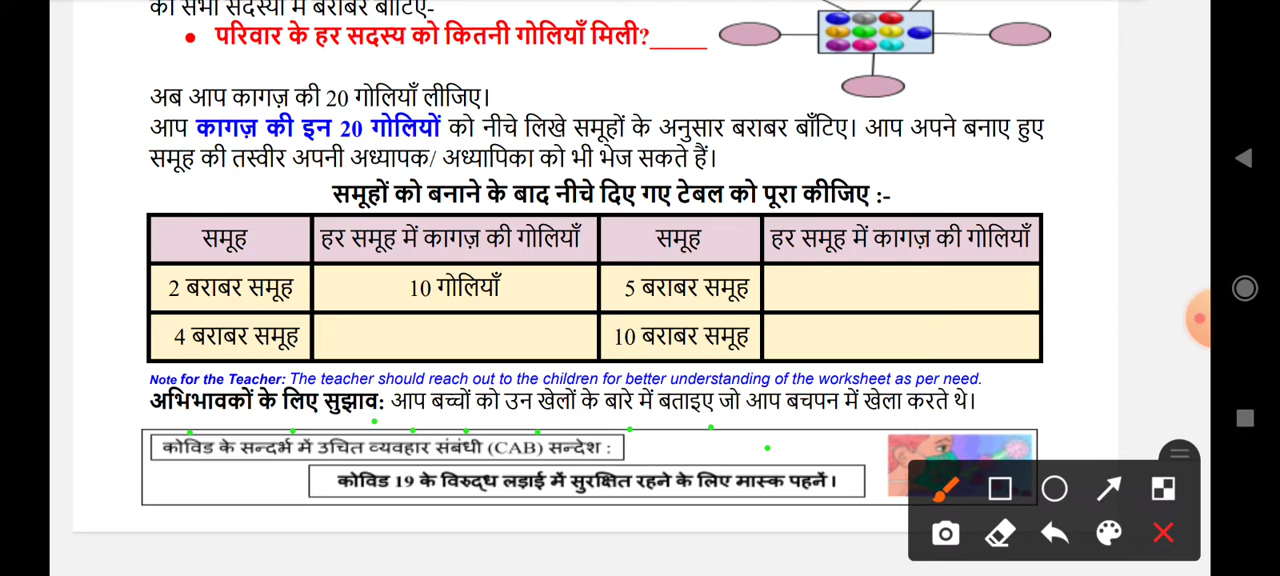 को सभी सदस्यों में बराबर बाँटिए-
• परिवार के हर सदस्य को कितनी गोलियाँ मिली?_____
अब आप कागज़ की 20 गोलियाँ लीजिए।
आप कागज़ की इन 20 गोलियों को नीचे लिखे समूहों के अनुसार बराबर बाँटिए। आप अपने बनाए हुए
समूह की तस्वीर अपनी अध्यापक/ अध्यापिका को भी भेज सकते हैं।
समूहों को बनाने के बाद नीचे दिए गए टेबल को पूरा कीजिए :-
समूह हर समूह में कागज़ की गोलियाँ समूह हर समूह में कागज़ की गोलियाँ
2 बराबर समूह 10 गोलियाँ 5 बराबर समूह
4 बराबर समूह 10 बराबर समूह
Note for the Teacher: The teacher should reach out to the children for better understanding of the worksheet as per need.
अभिभावकों के लिए सुझाव: आप बच्चों को उन खेलों के बारे में बताइए जो आप बचपन में खेला करते थे।
कोविड के सन्दर्भ में उचित व्यवहार संबंधी (CAB) सन्देश :
कोविड 19 के विरुद्ध लड़ाई में सुरक्षित रहने के लिए मास्क पहनें।